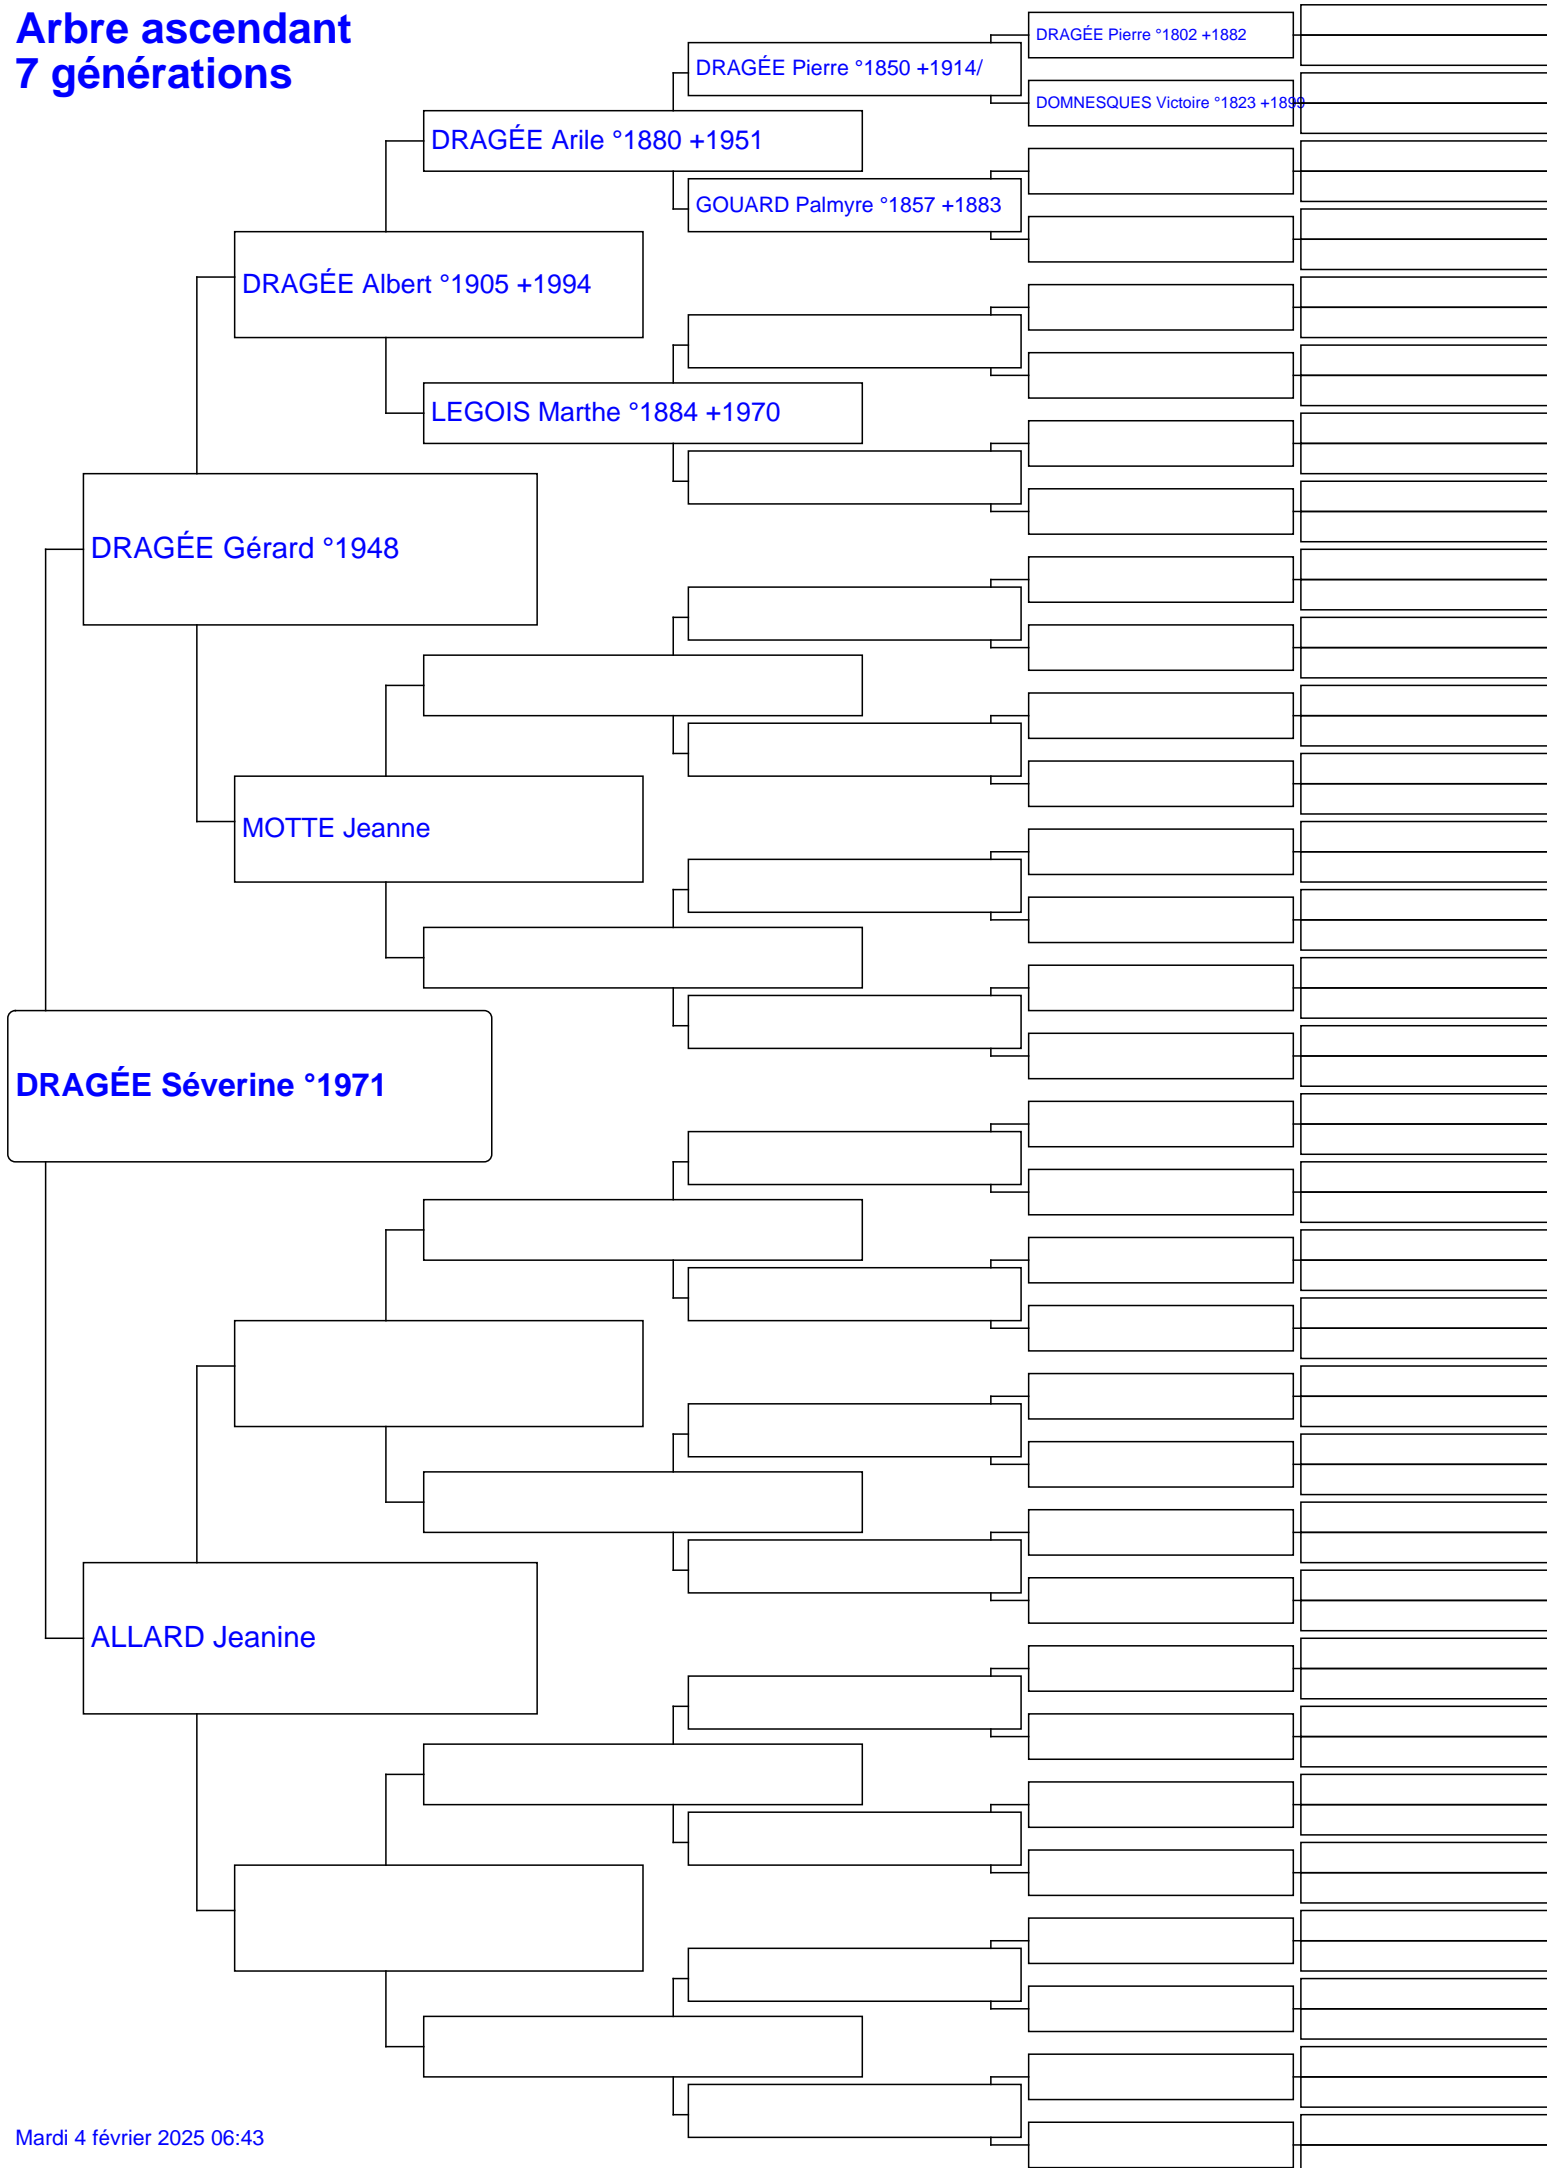 Arbre ascendant
7 générations
DRAGÉE Pierre °1802 +1882
DRAGÉE Pierre °1850 +1914/
DOMNESQUES Victoire °1823 +1899
DRAGÉE Arile °1880 +1951
GOUARD Palmyre °1857 +1883
DRAGÉE Albert °1905 +1994
LEGOIS Marthe °1884 +1970
DRAGÉE Gérard °1948
MOTTE Jeanne
DRAGÉE Séverine °1971
ALLARD Jeanine
Mardi 4 février 2025 06:43